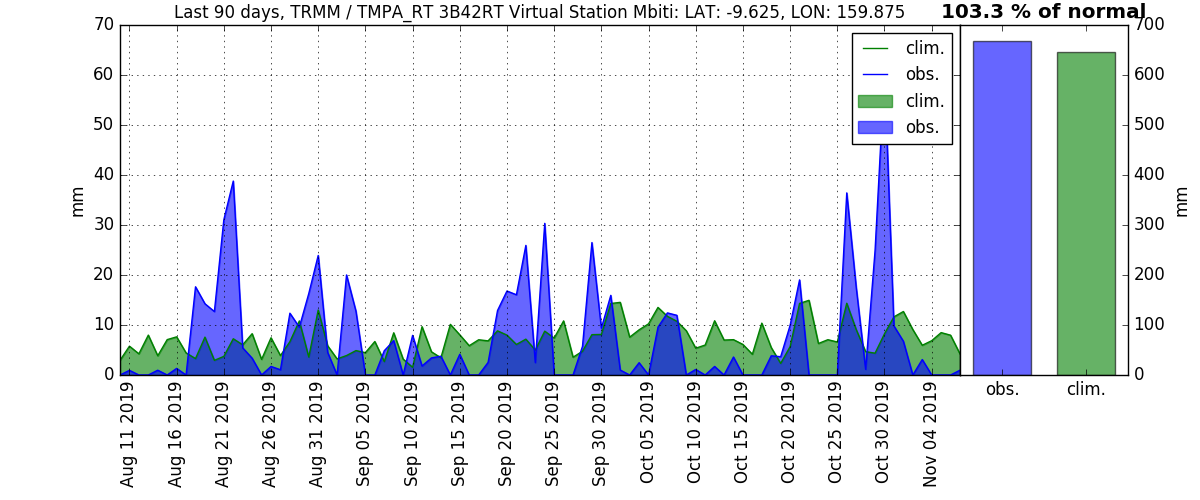 Last 90 days, TRMM / TMPA_RT 3B42RT Virtual Station Mbiti: LAT: -9.625, LON: 159.875
103.3 % of normal
70
60
50
40
30
20
10
0
mm
clim.
obs.
clim.
obs.
Aug 11 2019
Aug 16 2019
Aug 21 2019
Aug 26 2019
Aug 31 2019
Sep 05 2019
Sep 10 2019
Sep 15 2019
Sep 20 2019
Sep 25 2019
Sep 30 2019
Oct 05 2019
Oct 10 2019
Oct 15 2019
Oct 20 2019
Oct 25 2019
Oct 30 2019
Nov 04 2019
700
600
500
400
300
200
100
0
mm
obs.
clim.